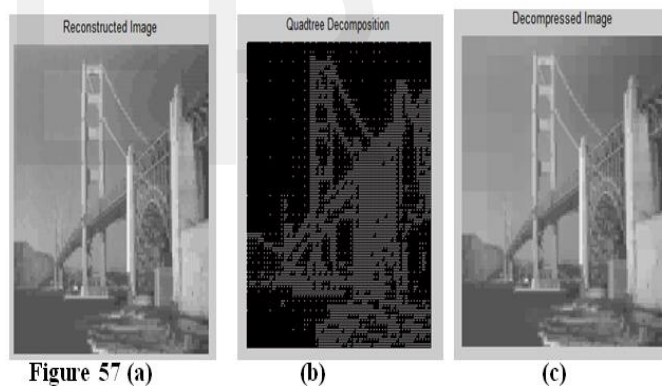 Reconstructed Image
Quadtree Decomposition
Decompressed Image
Figure 57 (a)
(b)
(c)